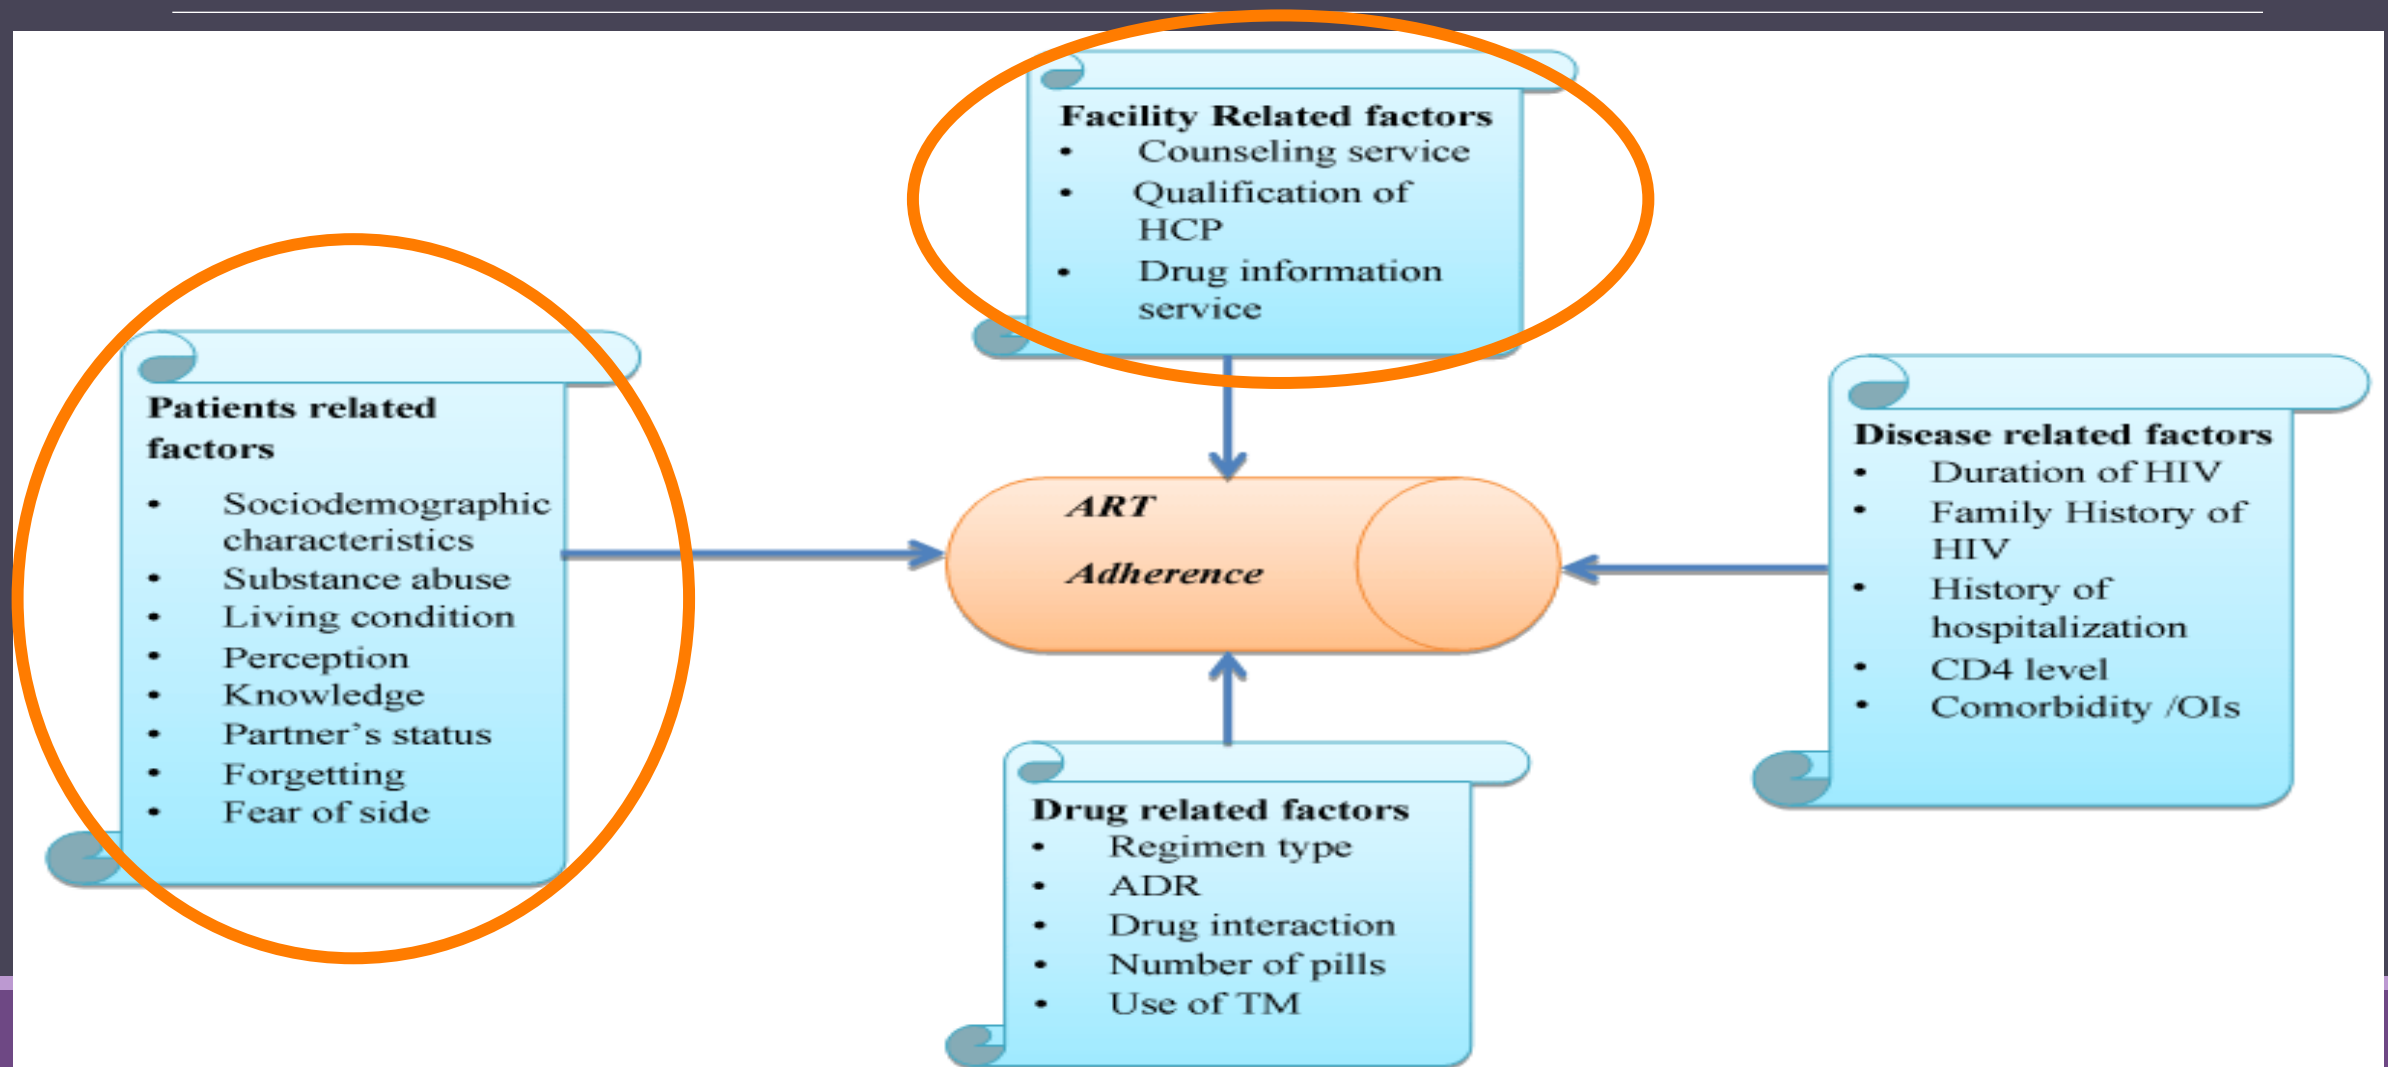 Facility Related factors
• Counseling service
• Qualification of
HCP
• Drug information
service
Patients related
factors
• Sociodemographic
characteristics
• Substance abuse
• Living condition
• Perception
• Knowledge
• Partner’s status
• Forgetting
• Fear of side
ART
Adherence
Disease related factors
• Duration of HIV
• Family History of
HIV
• History of
hospitalization
• CD4 level
• Comorbidity /OIs
Drug related factors
• Regimen type
• ADR
• Drug interaction
• Number of pills
• Use of TM